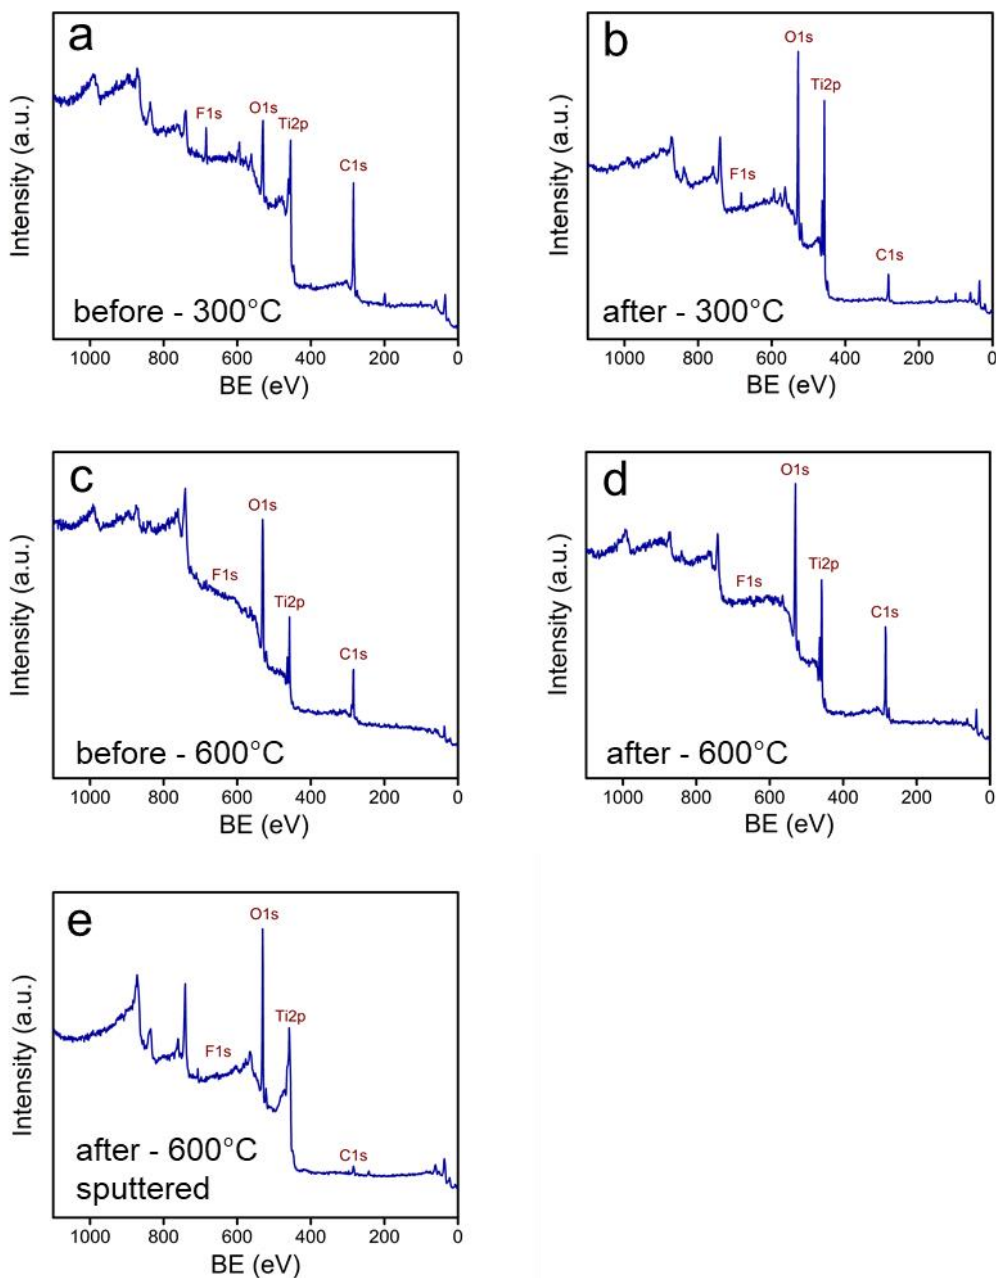 a
F1s
O1s
Ti2p
C1s
before - 300°C
Intensity (a.u.)
1000 800 600 400 200 0
BE (eV)
b
O1s
Ti2p
F1s
C1s
after - 300°C
Intensity (a.u.)
1000 800 600 400 200 0
BE (eV)
c
O1s
F1s
Ti2p
C1s
before - 600°C
Intensity (a.u.)
1000 800 600 400 200 0
BE (eV)
d
O1s
Ti2p
F1s
C1s
after - 600°C
Intensity (a.u.)
1000 800 600 400 200 0
BE (eV)
e
O1s
Ti2p
F1s
C1s
after - 600°C
sputtered
Intensity (a.u.)
1000 800 600 400 200 0
BE (eV)